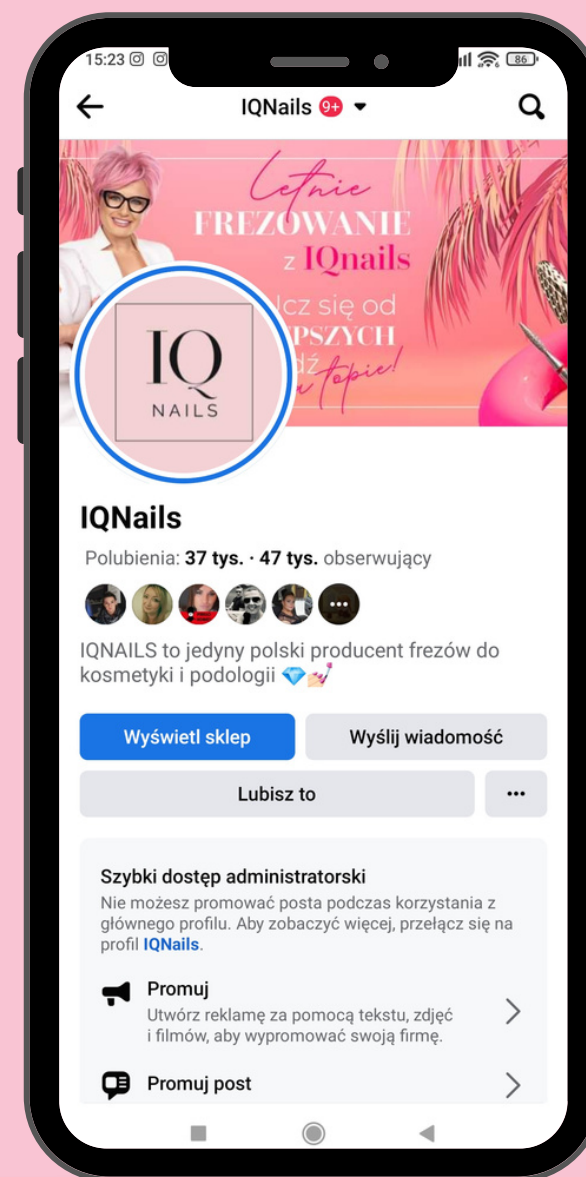 15:23
86
IQNails 9+
Letnie
FREZOWANIE
z IQnails
cz się od
PSZYCH
dź
topie!
IQ
NAILS
IQNails
Polubienia: 37 tys. · 47 tys. obserwujący
IQNAILS to jedyny polski producent frezów do
kosmetyki i podologii 💎💅🏻
Wyświetl sklep
Wyślij wiadomość
Lubisz to
Szybki dostęp administratorski
Nie możesz promować posta podczas korzystania z
głównego profilu. Aby zobaczyć więcej, przełącz się na
profil IQNails.
Promuj
Utwórz reklamę za pomocą tekstu, zdjęć
i filmów, aby wypromować swoją firmę.
Promuj post